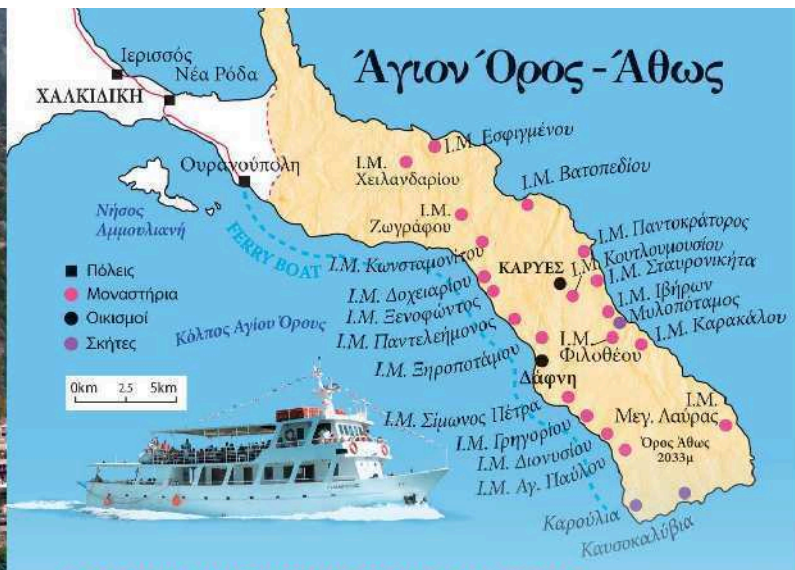 Άγιον Όρος - Άθως
Ιερισσός
Νέα Ρόδα
ΧΑΛΚΙΔΙΚΗ
Ουρανούπολη
Νήσος
Αμμουλιανή
FERRY BOAT
Ι.Μ. Εσφιγμένου
Ι.Μ.
Χειλανδαρίου
Ι.Μ. Βατοπεδίου
Ι.Μ.
Ζωγράφου
Ι.Μ. Παντοκράτορος
Ι.Μ. Κουτλουμουσίου
Ι.Μ. Σταυρονικήτα
Ι.Μ. Κωνσταμονίτου
ΚΑΡΥΕΣ
Ι.Μ. Δοχειαρίου
Ι.Μ. Ξενοφώντος
Ι.Μ. Παντελεήμονος
Ι.Μ. Ξηροποτάμου
Ι.Μ. Ιβήρων
Μυλοπόταμος
Ι.Μ. Καρακάλου
Ι.Μ.
Φιλοθέου
Δάφνη
Πόλεις
Μοναστήρια
Οικισμοί
Σκήτες
Κόλπος Αγίου Όρους
0km 2.5 5km
Ι.Μ. Σίμωνος Πέτρα
Ι.Μ. Γρηγορίου
Ι.Μ. Διονυσίου
Ι.Μ. Αγ. Παύλου
Ι.Μ.
Μεγ. Λαύρας
Όρος Άθως
2033μ
Καρούλια
Καυσοκαλύβια